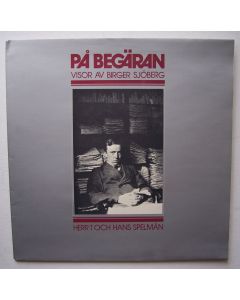 PÅ BEGÄRAN
VISOR AV BIRGER SJÖBERG
HERR T OCH HANS SPELMÄN